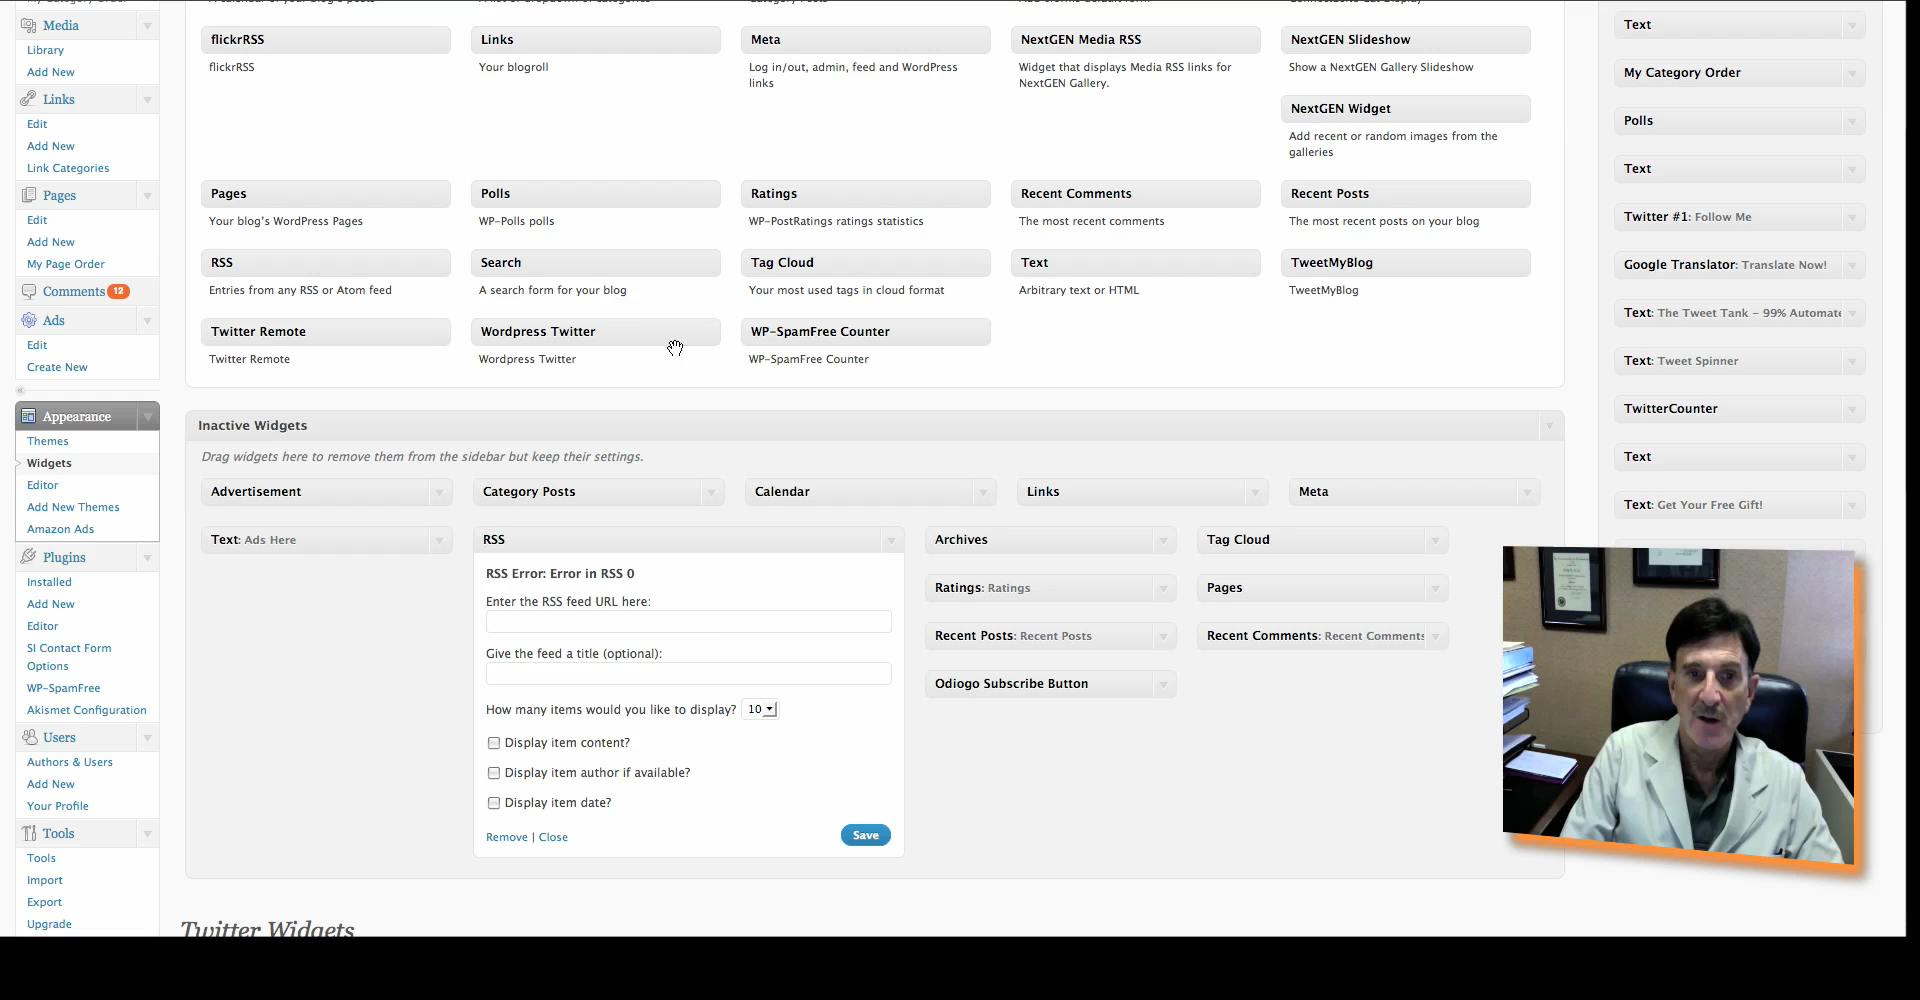 Media
Library
Add New
Links
Edit
Add New
Link Categories
Pages
Edit
Add New
My Page Order
Comments 12
Ads
Edit
Create New
Appearance
Themes
Widgets
Editor
Add New Themes
Amazon Ads
Plugins
Installed
Add New
Editor
SI Contact Form
Options
WP-SpamFree
Akismet Configuration
Users
Authors & Users
Add New
Your Profile
Tools
Tools
Import
Export
Upgrade
flickrRSS
flickrRSS
Links
Your blogroll
Meta
Log in/out, admin, feed and WordPress
links
NextGEN Media RSS
Widget that displays Media RSS links for
NextGEN Gallery.
NextGEN Slideshow
Show a NextGEN Gallery Slideshow
NextGEN Widget
Add recent or random images from the
galleries
Pages
Your blog's WordPress Pages
Polls
WP-Polls polls
Ratings
WP-PostRatings ratings statistics
Recent Comments
The most recent comments
Recent Posts
The most recent posts on your blog
RSS
Entries from any RSS or Atom feed
Search
A search form for your blog
Tag Cloud
Your most used tags in cloud format
Text
Arbitrary text or HTML
TweetMyBlog
TweetMyBlog
Twitter Remote
Twitter Remote
Wordpress Twitter
Wordpress Twitter
WP-SpamFree Counter
WP-SpamFree Counter
Inactive Widgets
Drag widgets here to remove them from the sidebar but keep their settings.
Advertisement
Category Posts
Calendar
Links
Meta
Text: Ads Here
RSS
RSS Error: Error in RSS 0
Enter the RSS feed URL here:
Give the feed a title (optional):
How many items would you like to display? 10
Display item content?
Display item author if available?
Display item date?
Remove | Close
Save
Archives
Tag Cloud
Ratings: Ratings
Pages
Recent Posts: Recent Posts
Recent Comments: Recent Comments
Odiogo Subscribe Button
Twitter Widgets
Text
My Category Order
Polls
Text
Twitter #1: Follow Me
Google Translator: Translate Now!
Text: The Tweet Tank - 99% Automate
Text: Tweet Spinner
TwitterCounter
Text
Text: Get Your Free Gift!